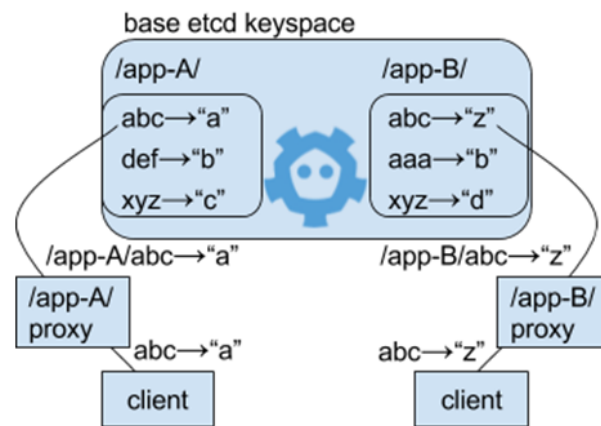 base etcd keyspace
/app-A/
/app-B/
abc→“a”
def→“b”
xyz→“c”
abc→“z”
aaa→“b”
xyz→“d”
/app-A/abc→“a”
/app-B/abc→“z”
/app-A/
proxy
/app-B/
proxy
abc→“a”
abc→“z”
client
client